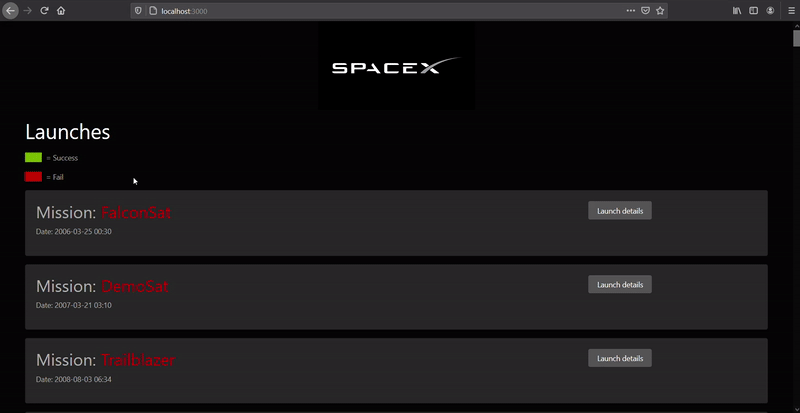 localhost:3000
SPACEX
Launches
= Success
= Fail
Mission: FalconSat
Launch details
Date: 2006-03-25 00:30
Mission: DemoSat
Launch details
Date: 2007-03-21 03:10
Mission: Trailblazer
Launch details
Date: 2008-08-03 06:34